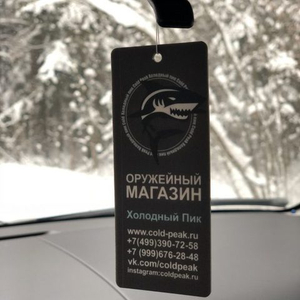 ОРУЖЕЙНЫЙ
МАГАЗИН
Холодный Пик
www.cold-peak.ru
+7(499)390-72-58
+7 (999)676-28-48
vk.com/coldpeak
instagram:coldpeak.ru